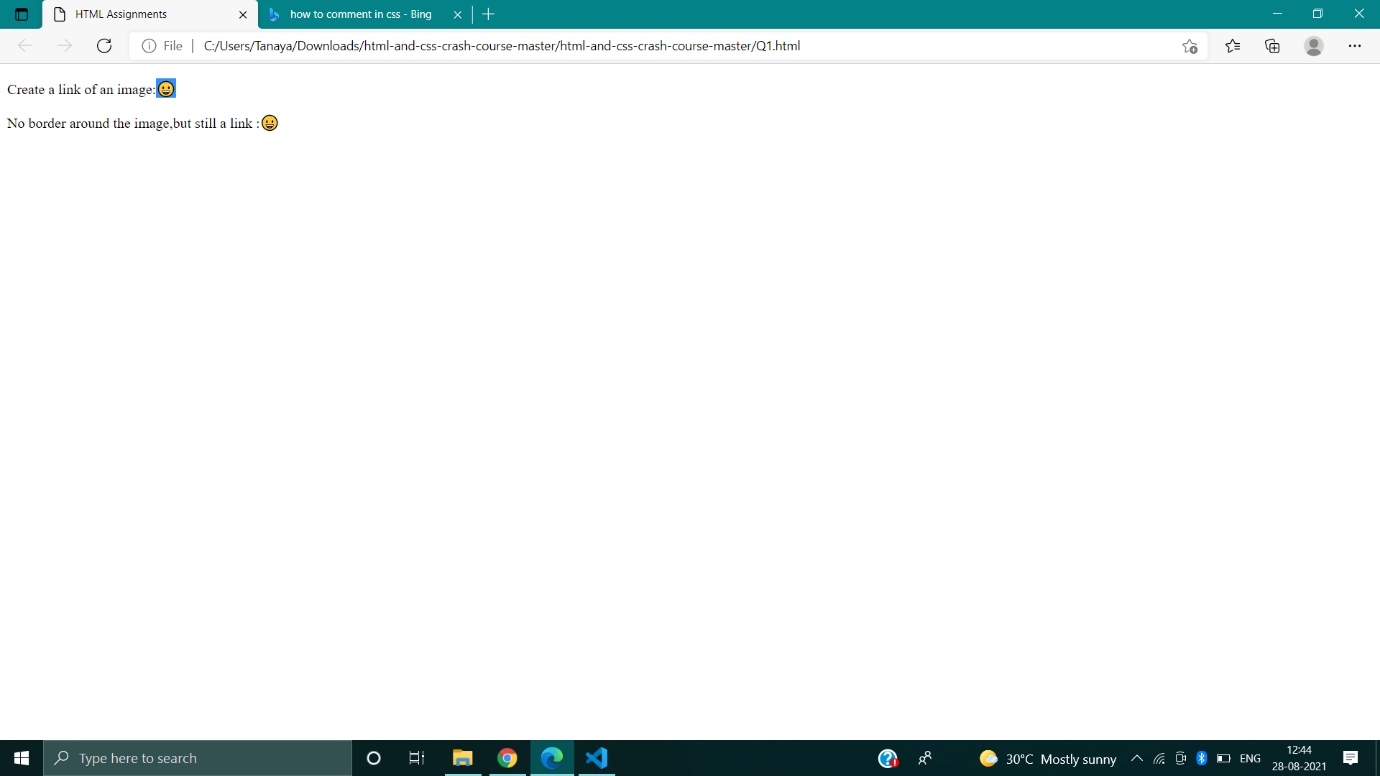 HTML Assignments
how to comment in css - Bing
File | C:/Users/Tanaya/Downloads/html-and-css-crash-course-master/html-and-css-crash-course-master/Q1.html
Create a link of an image:
No border around the image,but still a link :
Type here to search
30°C Mostly sunny
ENG
12:44
28-08-2021